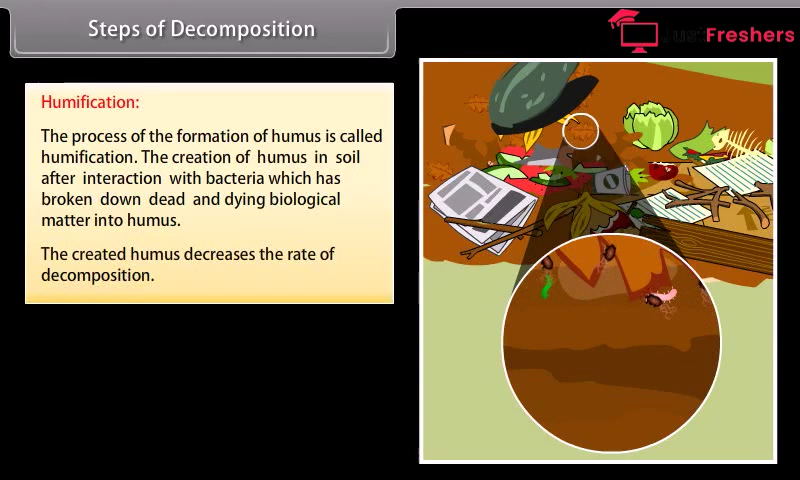 Steps of Decomposition
JustFreshers
Humification:
The process of the formation of humus is called
humification. The creation of humus in soil
after interaction with bacteria which has
broken down dead and dying biological
matter into humus.
The created humus decreases the rate of
decomposition.